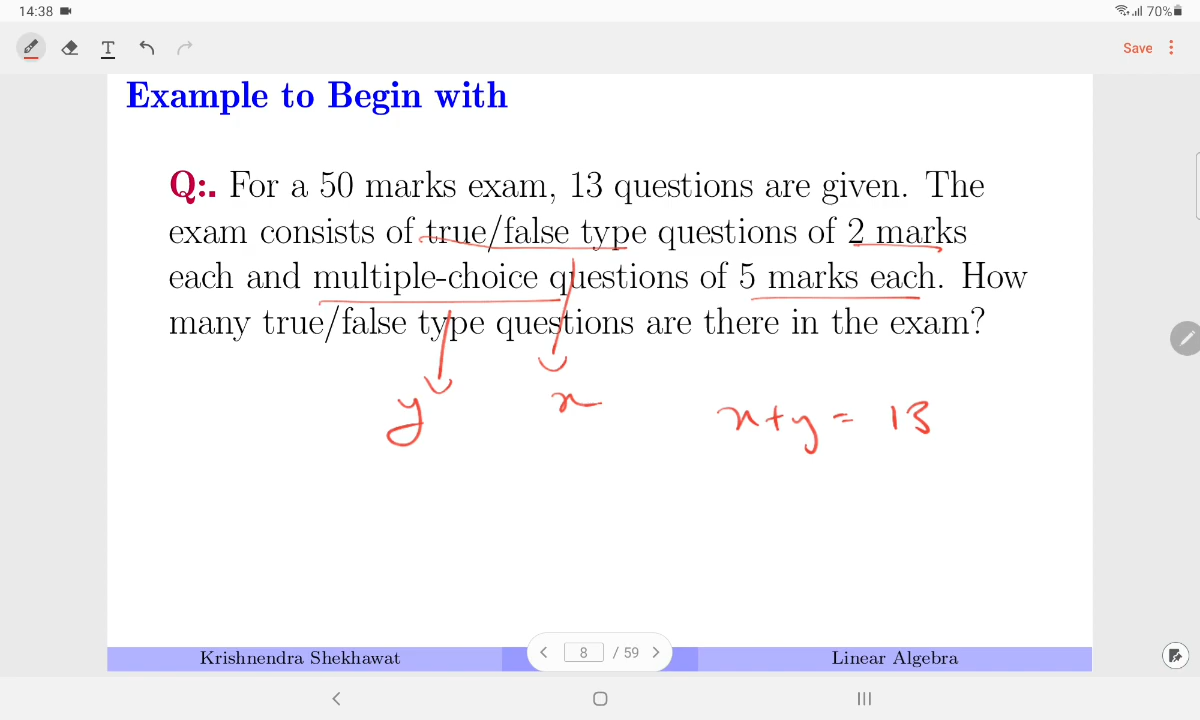 14:38
70%
T
Save
Example to Begin with
Q:. For a 50 marks exam, 13 questions are given. The
exam consists of true/false type questions of 2 marks
each and multiple-choice questions of 5 marks each. How
many true/false type questions are there in the exam?
y x x+y = 13
8 / 59
Krishnendra Shekhawat Linear Algebra